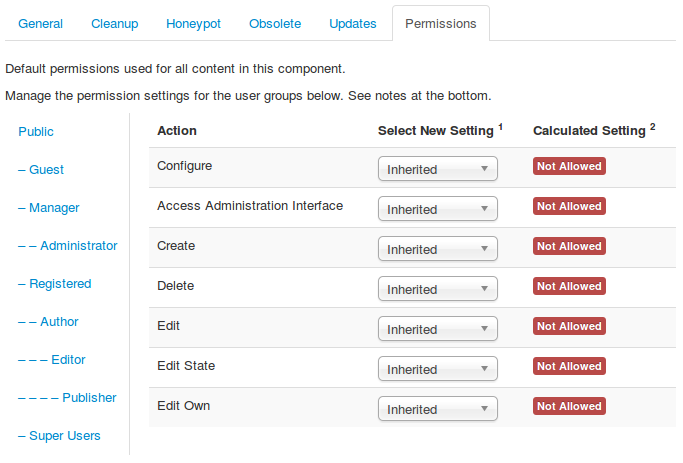 General Cleanup Honeypot Obsolete Updates Permissions
Default permissions used for all content in this component.
Manage the permission settings for the user groups below. See notes at the bottom.
Public
– Guest
– Manager
– – Administrator
– Registered
– – Author
– – – Editor
– – – – Publisher
– Super Users
Action Select New Setting 1 Calculated Setting 2
Configure Inherited Not Allowed
Access Administration Interface Inherited Not Allowed
Create Inherited Not Allowed
Delete Inherited Not Allowed
Edit Inherited Not Allowed
Edit State Inherited Not Allowed
Edit Own Inherited Not Allowed